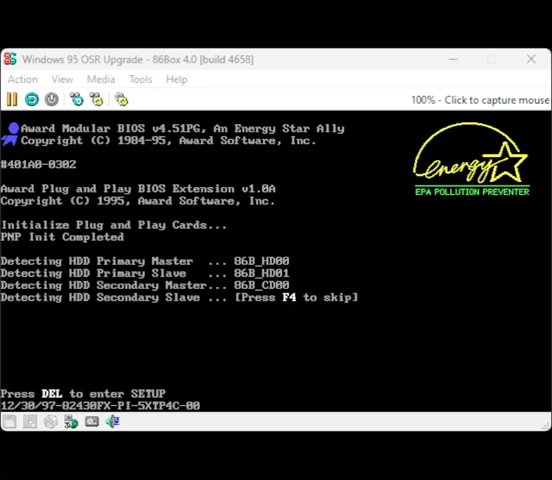 Windows 95 OSR Upgrade - 86Box 4.0 [build 4658]
Action View Media Tools Help
100% - Click to capture mouse
Award Modular BIOS v4.51PG, An Energy Star Ally
Copyright (C) 1984-95, Award Software, Inc.
#401A0-0302
energy
EPA POLLUTION PREVENTER
Award Plug and Play BIOS Extension v1.0A
Copyright (C) 1995, Award Software, Inc.
Initialize Plug and Play Cards...
PNP Init Completed
Detecting HDD Primary Master ... 86B_HD00
Detecting HDD Primary Slave ... 86B_HD01
Detecting HDD Secondary Master... 86B_CD00
Detecting HDD Secondary Slave ... [Press F4 to skip]
Press DEL to enter SETUP
12/30/97-82430FX-PI-5XTP4C-00